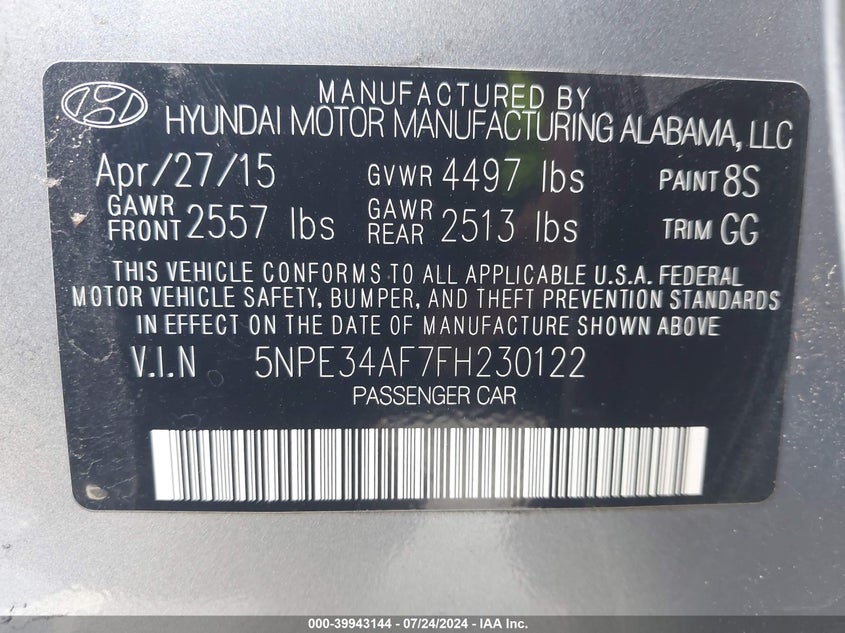 MANUFACTURED BY
HYUNDAI MOTOR MANUFACTURING ALABAMA, LLC
Apr/27/15 GVWR 4497 lbs PAINT 8S
GAWR FRONT 2557 lbs GAWR REAR 2513 lbs TRIM GG
THIS VEHICLE CONFORMS TO ALL APPLICABLE U.S.A. FEDERAL
MOTOR VEHICLE SAFETY, BUMPER, AND THEFT PREVENTION STANDARDS
IN EFFECT ON THE DATE OF MANUFACTURE SHOWN ABOVE
V.I.N 5NPE34AF7FH230122
PASSENGER CAR
000-39943144 / 07/24/2024 - IAA Inc.